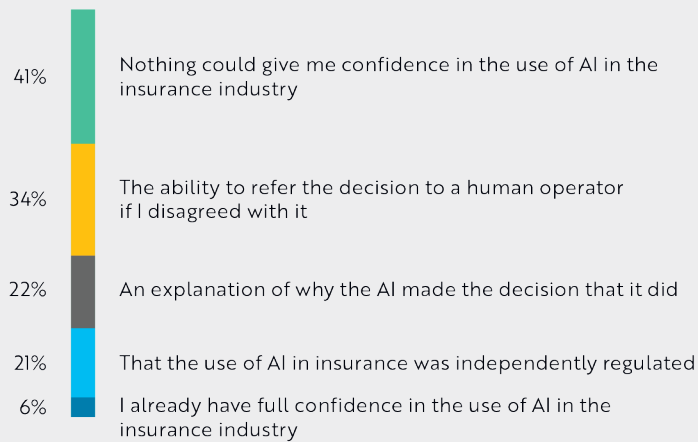 41%
Nothing could give me confidence in the use of AI in the
insurance industry
34%
The ability to refer the decision to a human operator
if I disagreed with it
22%
An explanation of why the AI made the decision that it did
21%
That the use of AI in insurance was independently regulated
6%
I already have full confidence in the use of AI in the
insurance industry